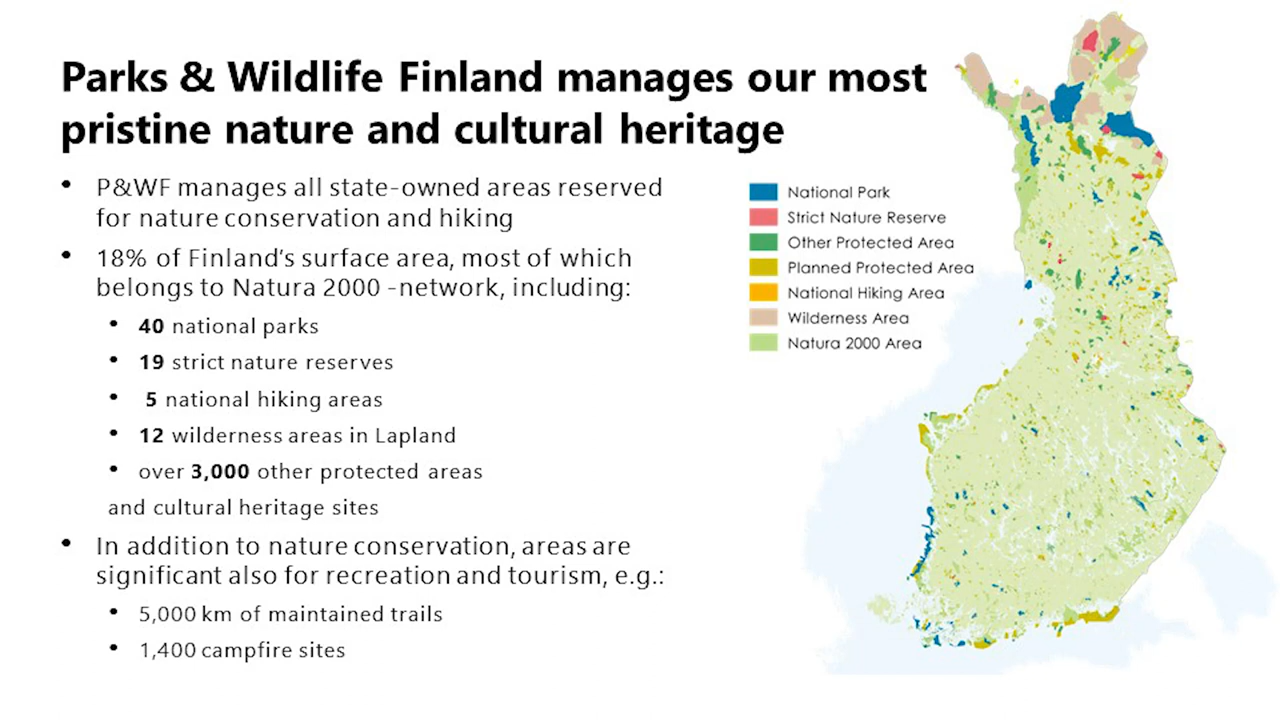 Parks & Wildlife Finland manages our most
pristine nature and cultural heritage
• P&WF manages all state-owned areas reserved
for nature conservation and hiking
• 18% of Finland's surface area, most of which
belongs to Natura 2000 -network, including:
• 40 national parks
• 19 strict nature reserves
• 5 national hiking areas
• 12 wilderness areas in Lapland
• over 3,000 other protected areas
and cultural heritage sites
• In addition to nature conservation, areas are
significant also for recreation and tourism, e.g.:
• 5,000 km of maintained trails
• 1,400 campfire sites
National Park
Strict Nature Reserve
Other Protected Area
Planned Protected Area
National Hiking Area
Wilderness Area
Natura 2000 Area